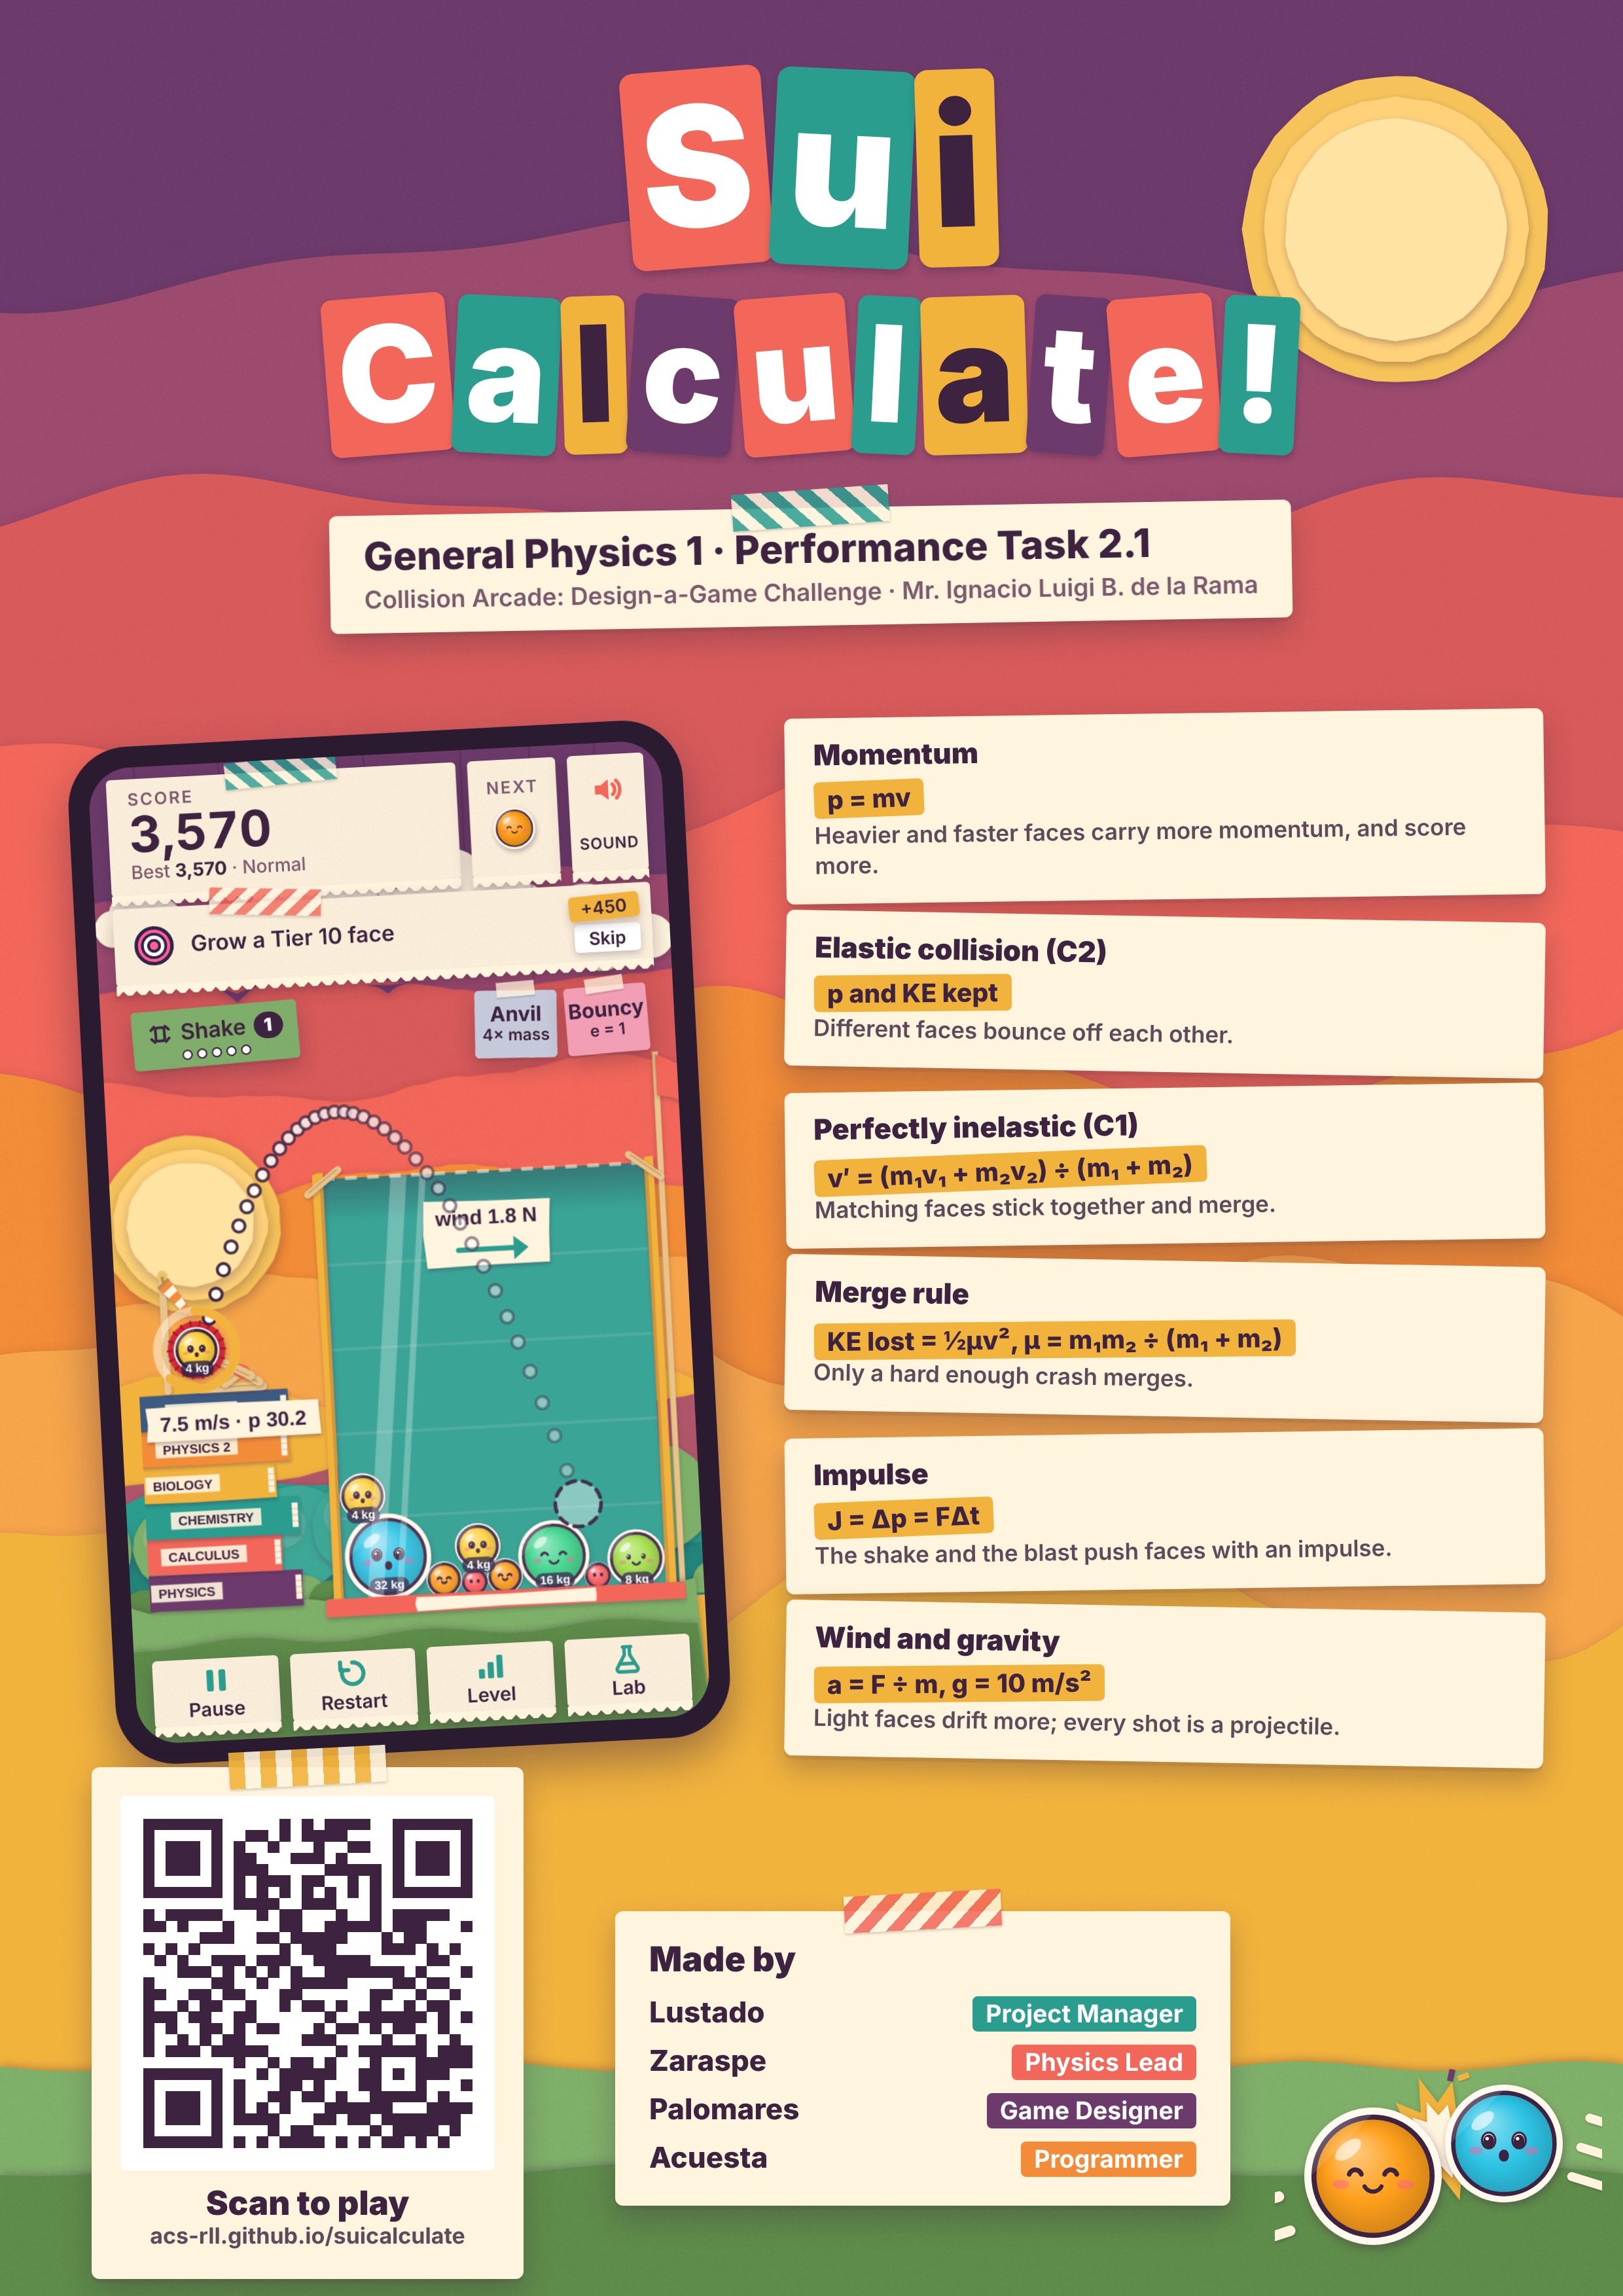 Sui
Calculate!
General Physics 1 · Performance Task 2.1
Collision Arcade: Design-a-Game Challenge · Mr. Ignacio Luigi B. de la Rama
SCORE
3,570
Best 3,570 · Normal
NEXT
SOUND
Grow a Tier 10 face
+450
Skip
Shake 1
Anvil
4× mass
Bouncy
e = 1
wind 1.8 N
4 kg
7.5 m/s · p 30.2
PHYSICS 2
BIOLOGY
CHEMISTRY
CALCULUS
PHYSICS
4 kg
32 kg
4 kg
16 kg
8 kg
Pause
Restart
Level
Lab
Momentum
p = mv
Heavier and faster faces carry more momentum, and score
more.
Elastic collision (C2)
p and KE kept
Different faces bounce off each other.
Perfectly inelastic (C1)
v′ = (m₁v₁ + m₂v₂) ÷ (m₁ + m₂)
Matching faces stick together and merge.
Merge rule
KE lost = ½μv², μ = m₁m₂ ÷ (m₁ + m₂)
Only a hard enough crash merges.
Impulse
J = Δp = FΔt
The shake and the blast push faces with an impulse.
Wind and gravity
a = F ÷ m, g = 10 m/s²
Light faces drift more; every shot is a projectile.
Scan to play
acs-rll.github.io/suicalculate
Made by
Lustado Project Manager
Zaraspe Physics Lead
Palomares Game Designer
Acuesta Programmer